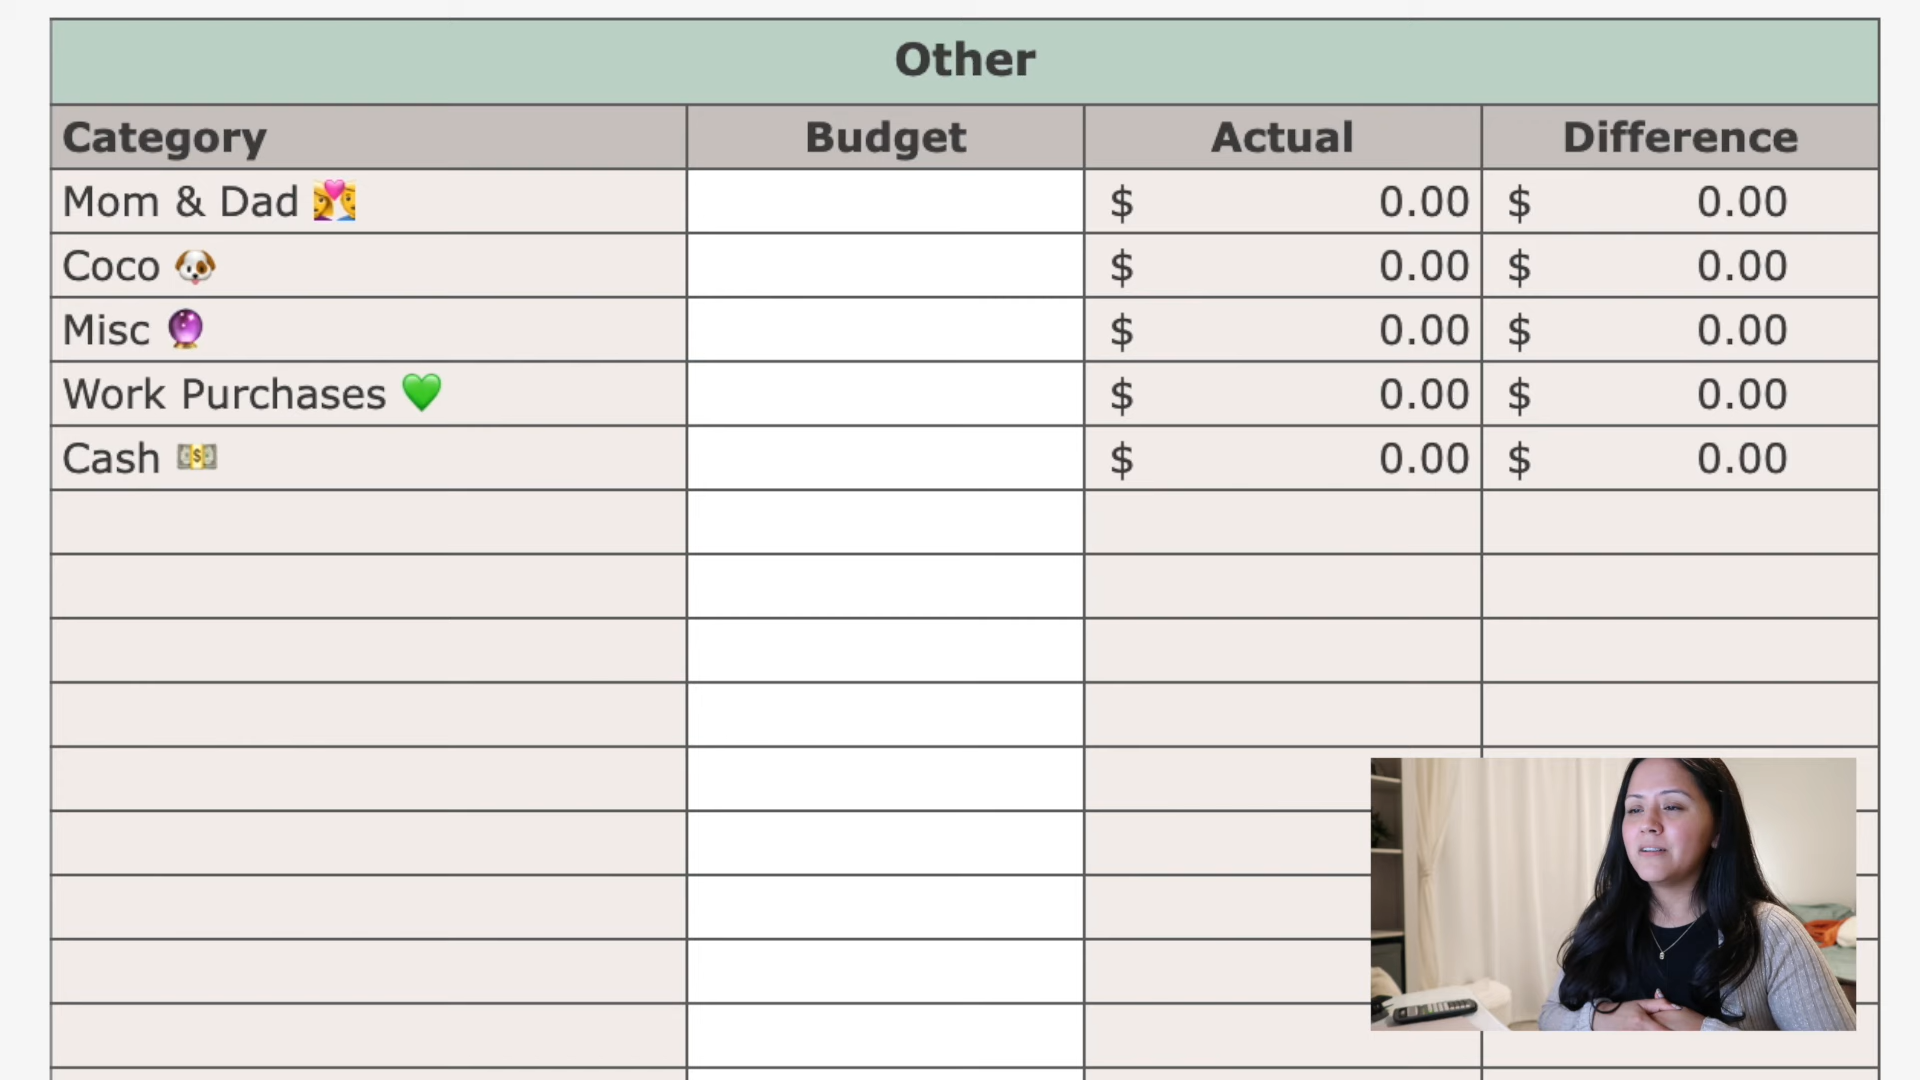 Other
Category Budget Actual Difference
Mom & Dad 👩‍❤️‍👨 $ 0.00 $ 0.00
Coco 🐶 $ 0.00 $ 0.00
Misc 🔮 $ 0.00 $ 0.00
Work Purchases 💚 $ 0.00 $ 0.00
Cash 💵 $ 0.00 $ 0.00